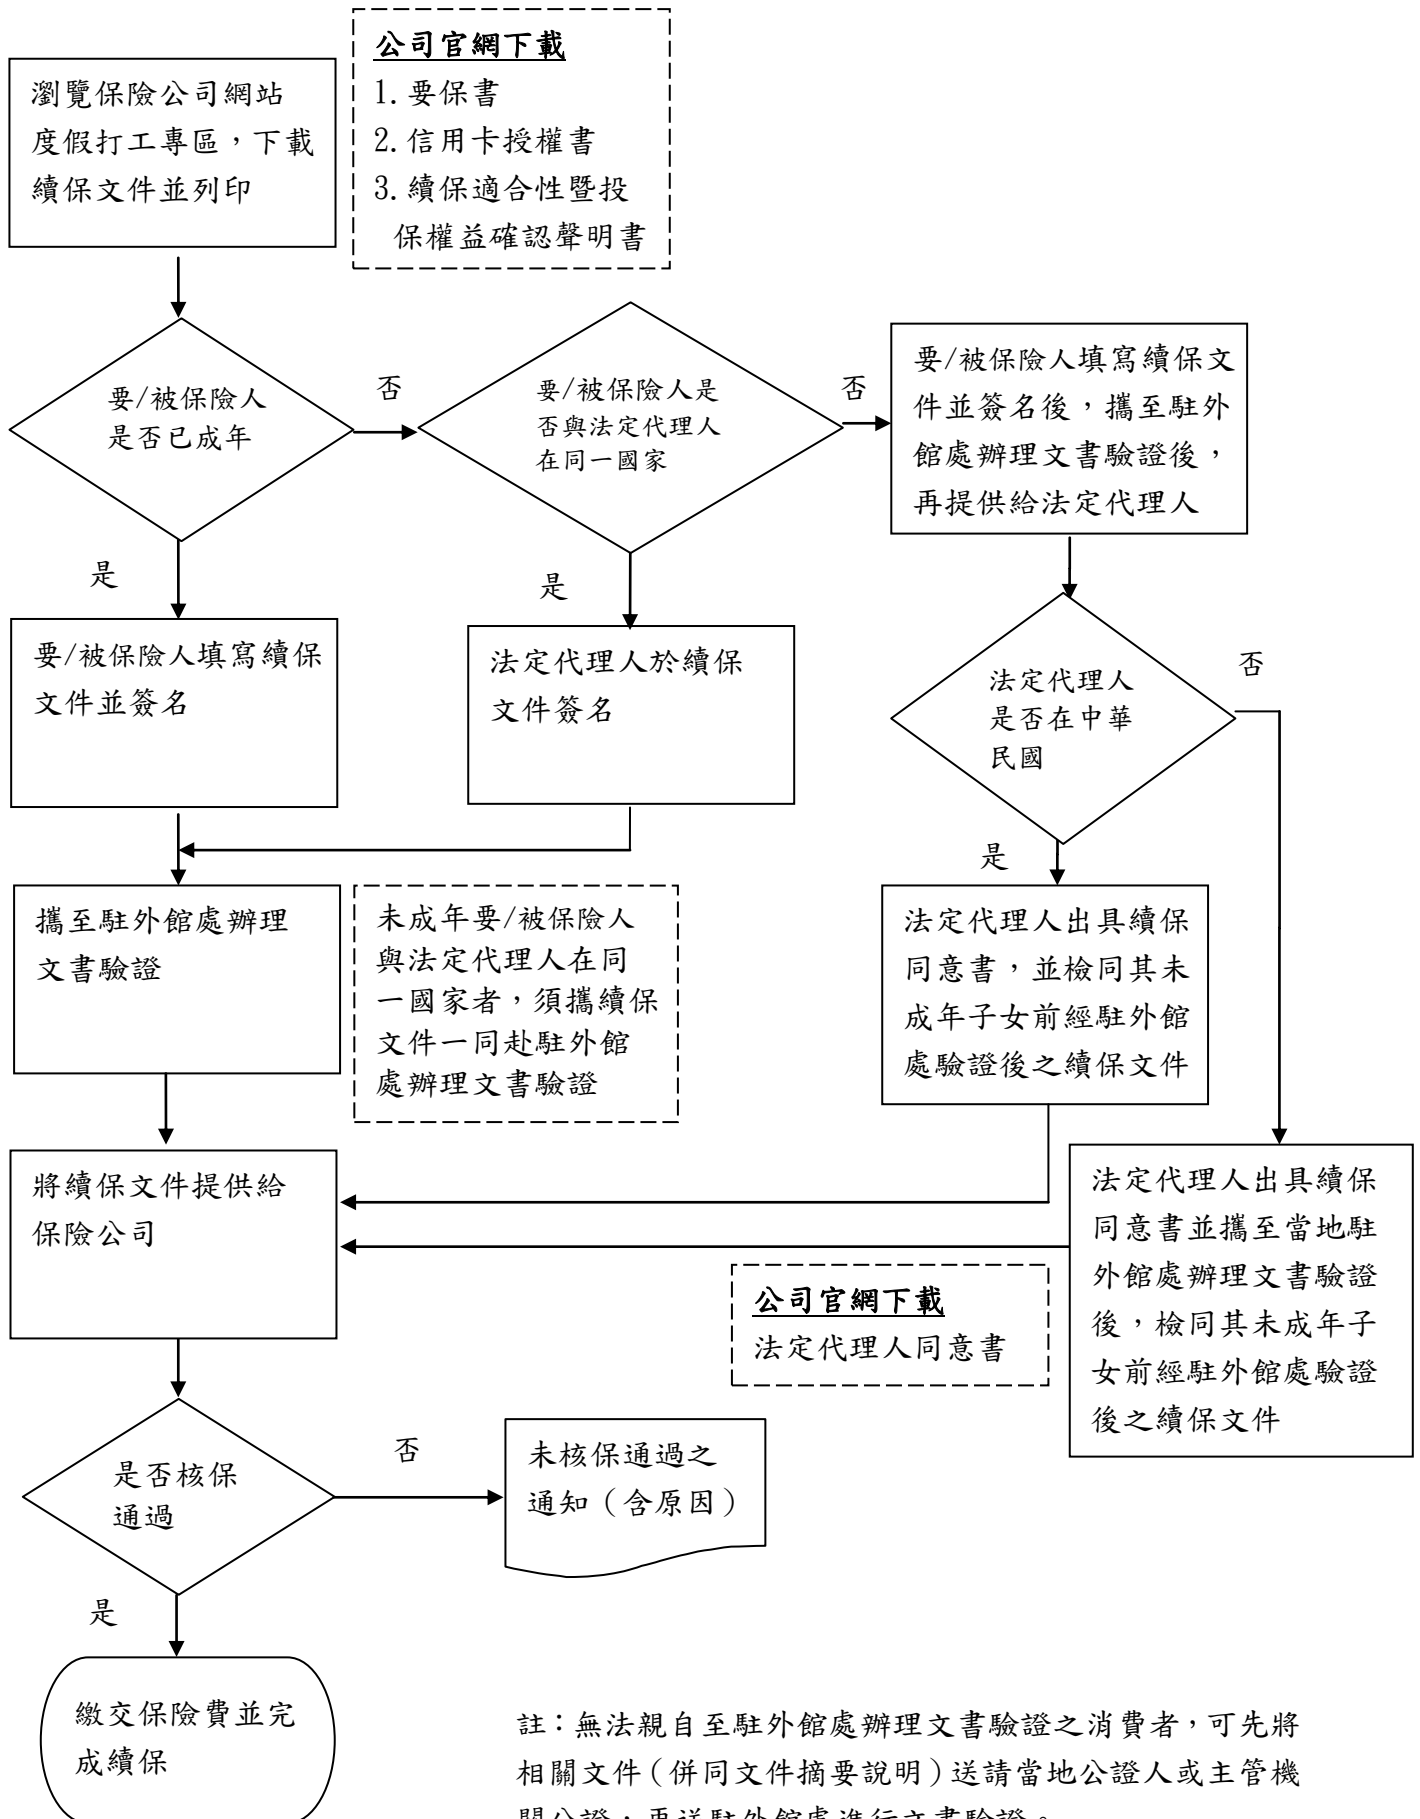 公司官網下載
1.要保書
2.信用卡授權書
3.續保適合性暨投
保權益確認聲明書
瀏覽保險公司網站
度假打工專區，下載
續保文件並列印
要/被保險人
是否已成年
否
要/被保險人是
否與法定代理人
在同一國家
否
要/被保險人填寫續保文
件並簽名後，攜至駐外
館處辦理文書驗證後，
再提供給法定代理人
是
是
要/被保險人填寫續保
文件並簽名
法定代理人於續保
文件簽名
法定代理人
是否在中華
民國
否
是
攜至駐外館處辦理
文書驗證
未成年要/被保險人
與法定代理人在同
一國家者，須攜續保
文件一同赴駐外館
處辦理文書驗證
法定代理人出具續保
同意書，並檢同其未
成年子女前經駐外館
處驗證後之續保文件
將續保文件提供給
保險公司
法定代理人出具續保
同意書並攜至當地駐
外館處辦理文書驗證
後，檢同其未成年子
女前經駐外館處驗證
後之續保文件
公司官網下載
法定代理人同意書
是否核保
通過
否
未核保通過之
通知（含原因）
是
繳交保險費並完
成續保
註：無法親自至駐外館處辦理文書驗證之消費者，可先將
相關文件（併同文件摘要說明）送請當地公證人或主管機
關公證，再送駐外館處進行文書驗證。